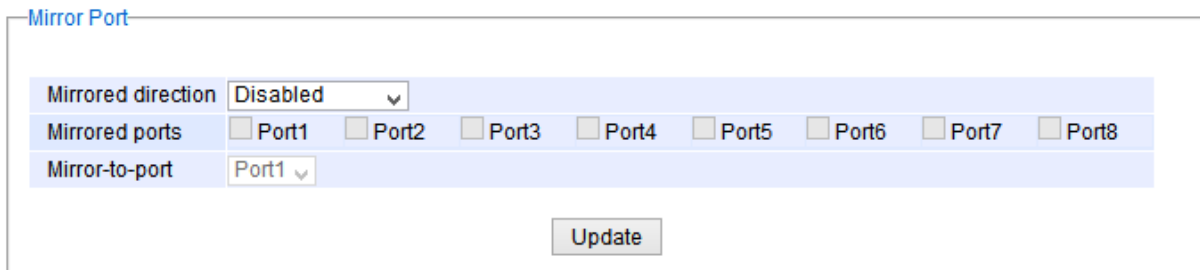 Mirror Port
Mirrored direction Disabled
Mirrored ports Port1 Port2 Port3 Port4 Port5 Port6 Port7 Port8
Mirror-to-port Port1
Update